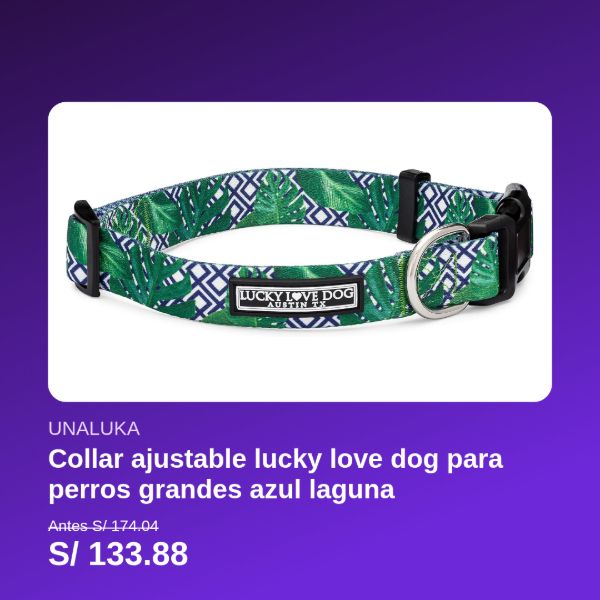 LUCKY LOVE DOG
AUSTIN TX
UNALUKA
Collar ajustable lucky love dog para
perros grandes azul laguna
Antes S/ 174.04
S/ 133.88